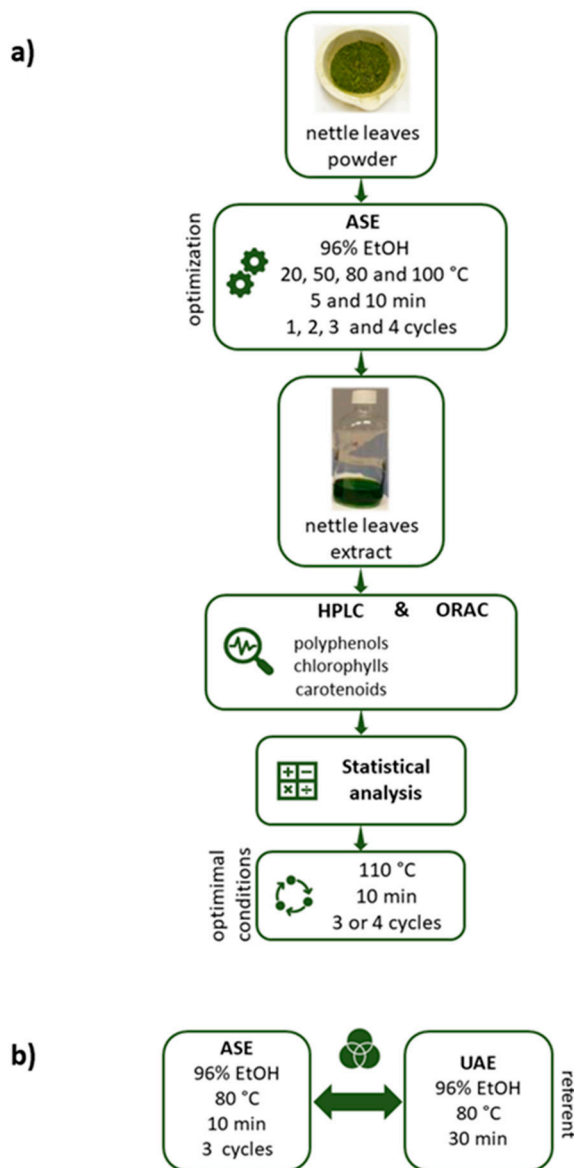 a)
nettle leaves
powder
optimization
ASE
96% EtOH
20, 50, 80 and 100 °C
5 and 10 min
1, 2, 3 and 4 cycles
nettle leaves
extract
HPLC & ORAC
polyphenols
chlorophylls
carotenoids
Statistical
analysis
optimimal
conditions
110 °C
10 min
3 or 4 cycles
b)
ASE
96% EtOH
80 °C
10 min
3 cycles
UAE
96% EtOH
80 °C
30 min
referent